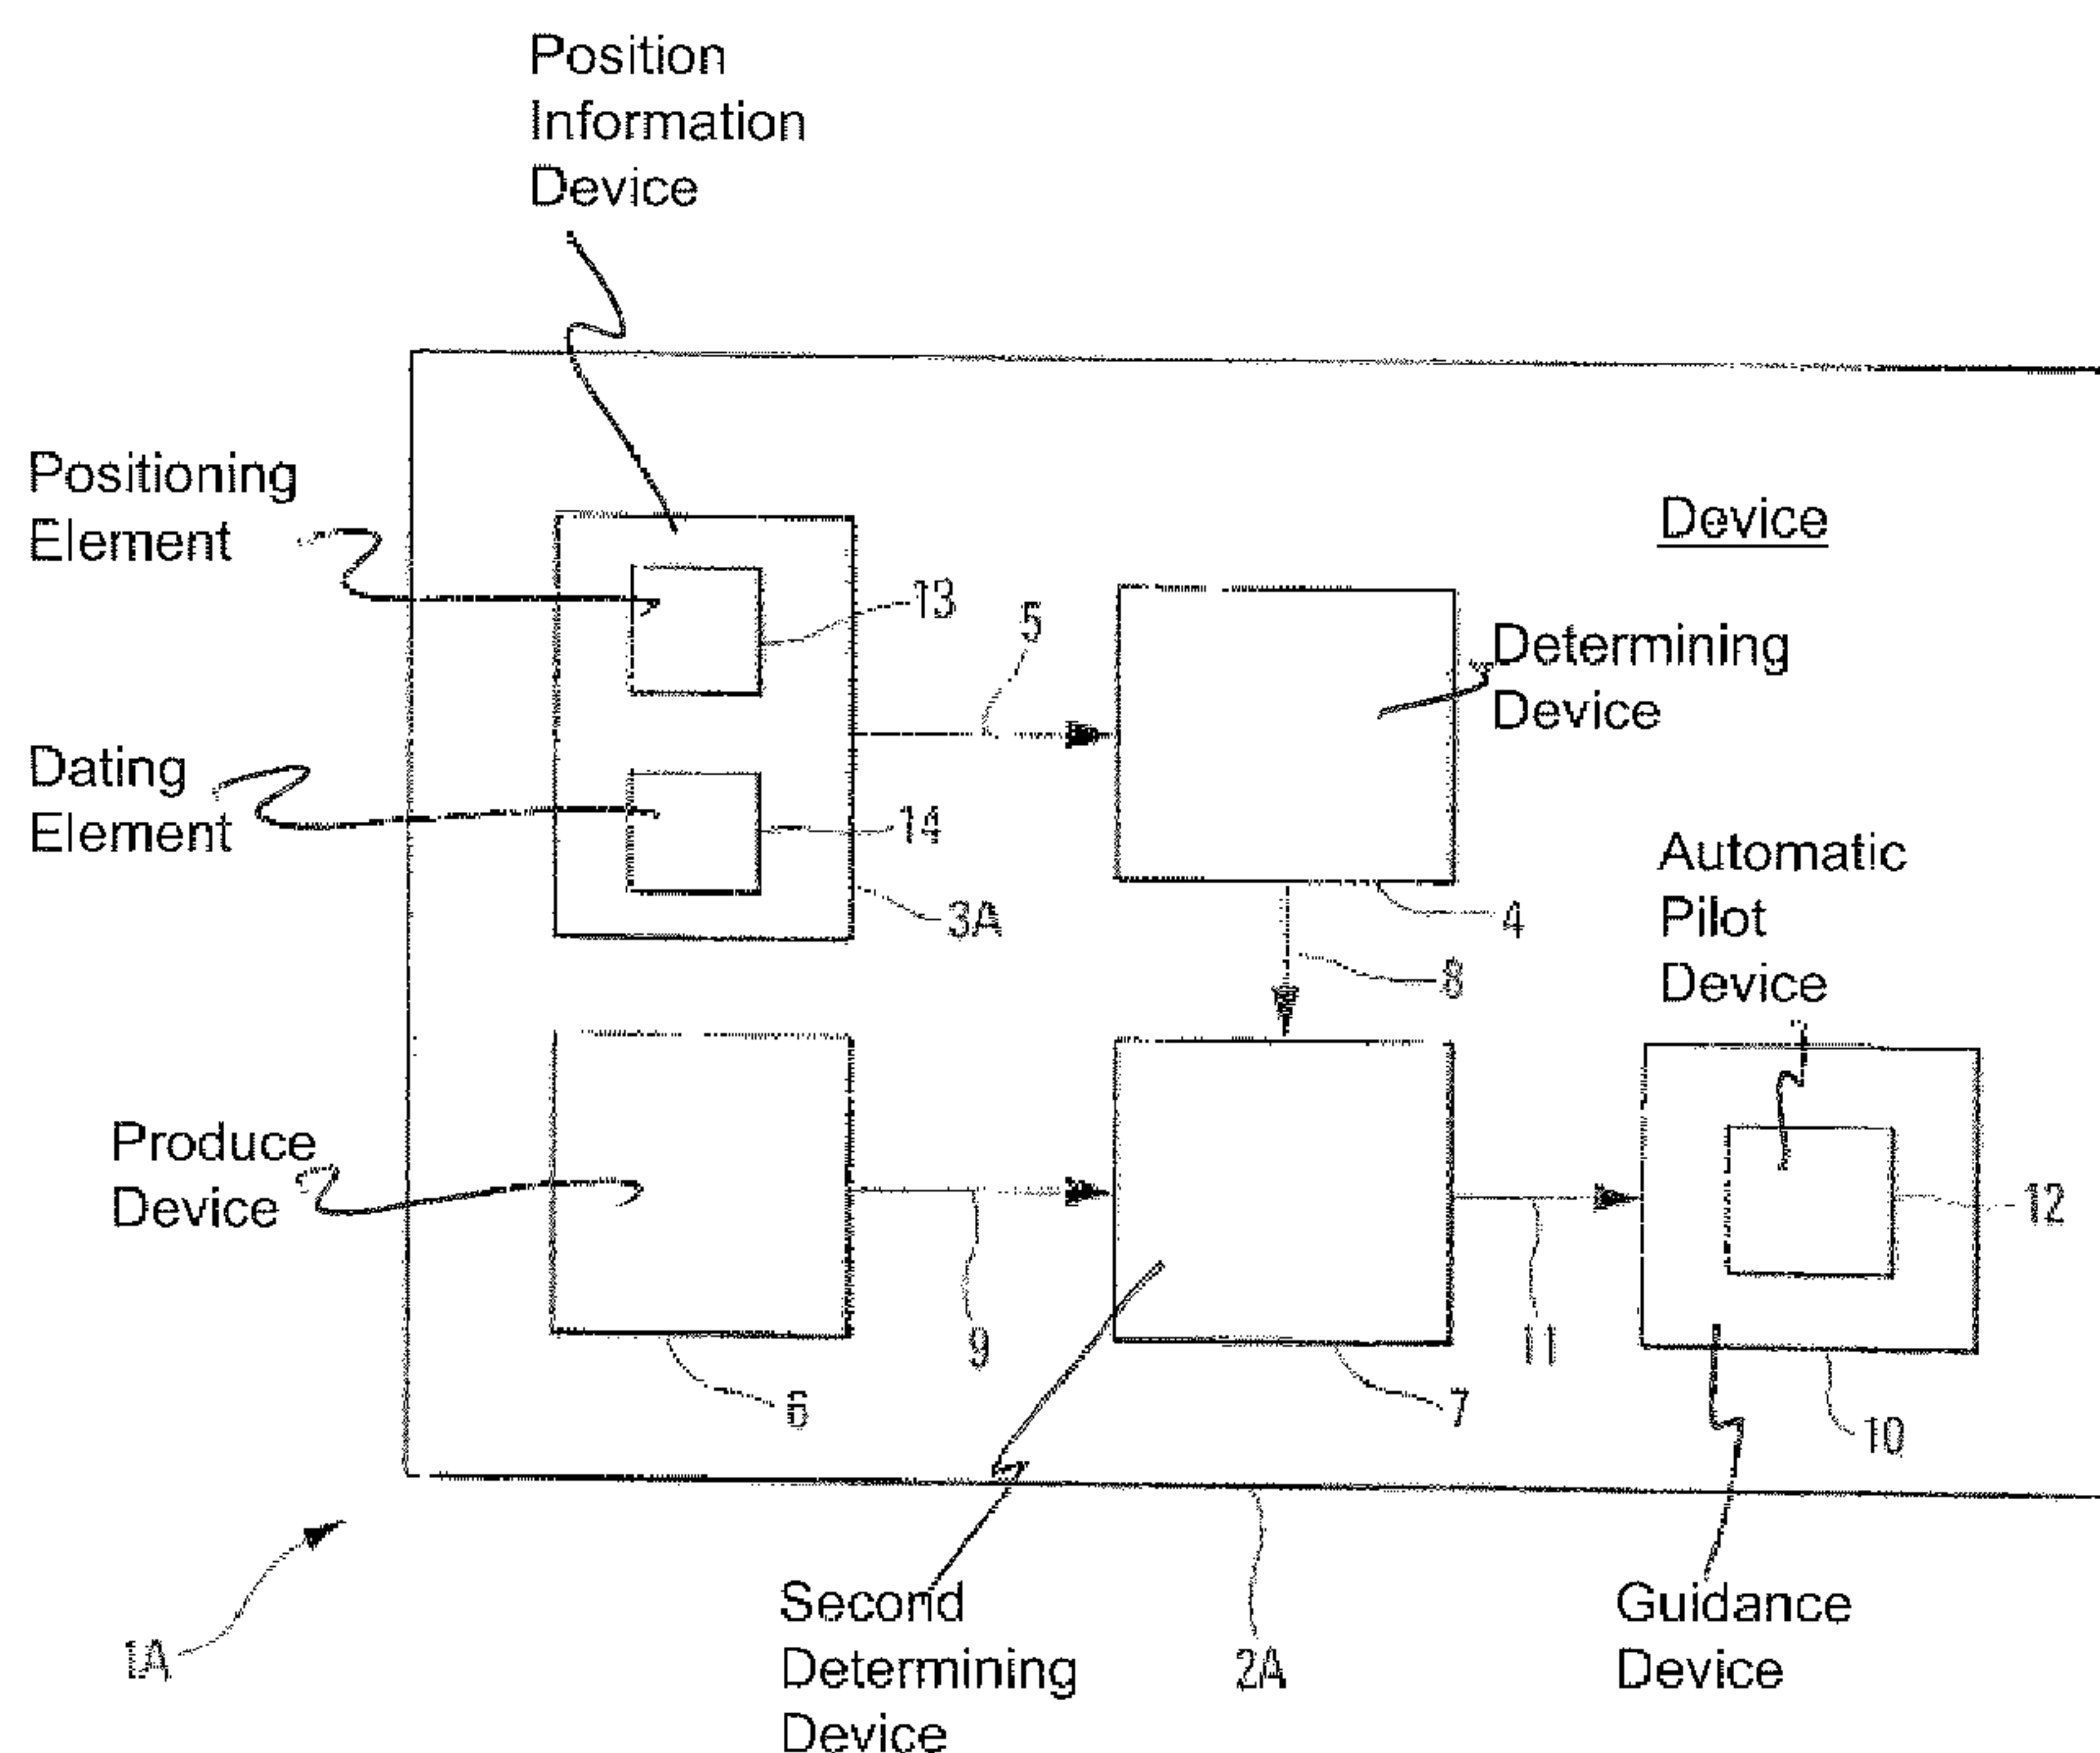 Position
Information
Device
Positioning
Element
Device
13
5
Determining
Device
Dating
Element
14
Automatic
Pilot
Device
3A
4
8
Produce
Device
12
9
11
6
7
10
Second
Determining
Device
2A
Guidance
Device
1A